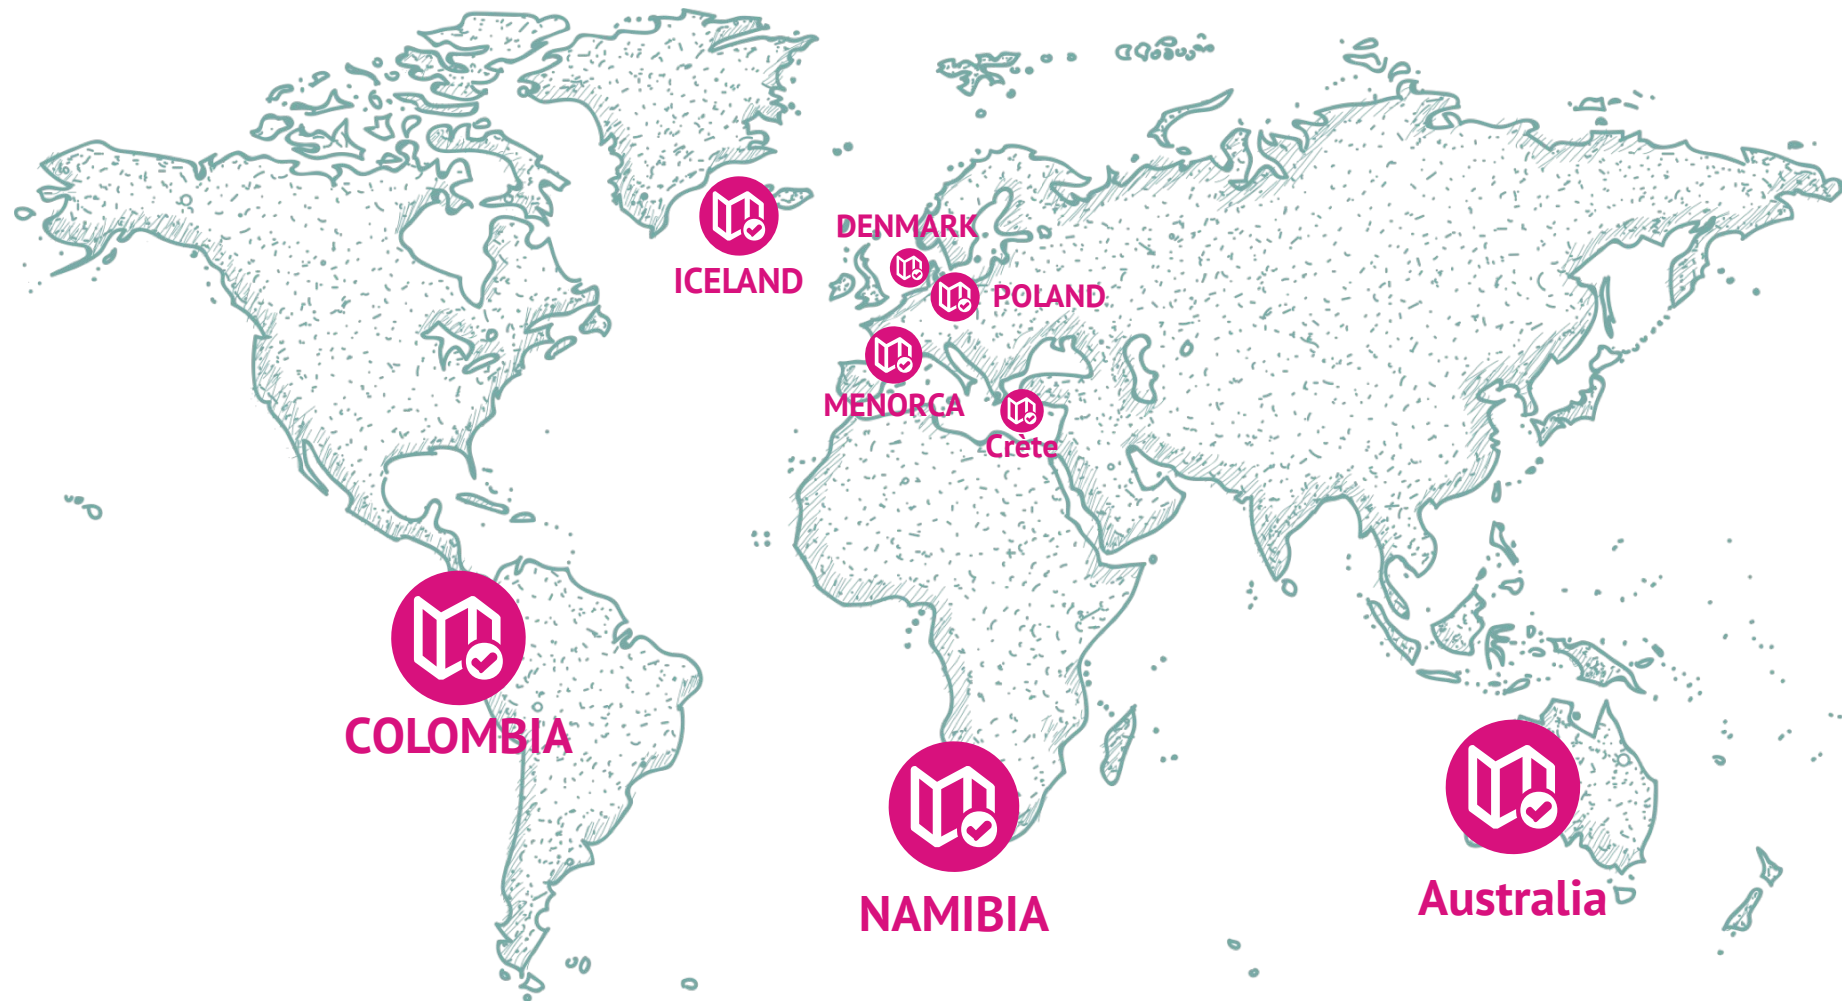 DENMARK
ICELAND
POLAND
MENORCA
Crète
COLOMBIA
Australia
NAMIBIA